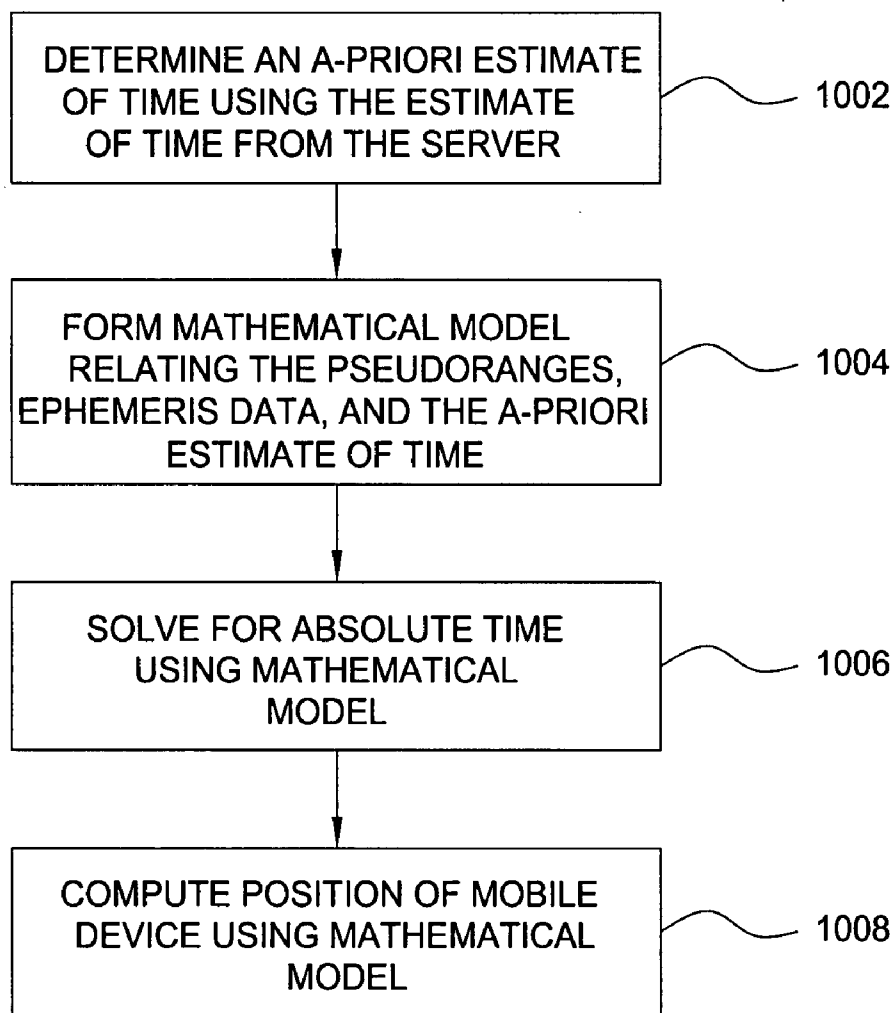 DETERMINE AN A-PRIORI ESTIMATE
OF TIME USING THE ESTIMATE
OF TIME FROM THE SERVER
1002
FORM MATHEMATICAL MODEL
RELATING THE PSEUDORANGES,
EPHEMERIS DATA, AND THE A-PRIORI
ESTIMATE OF TIME
1004
SOLVE FOR ABSOLUTE TIME
USING MATHEMATICAL
MODEL
1006
COMPUTE POSITION OF MOBILE
DEVICE USING MATHEMATICAL
MODEL
1008